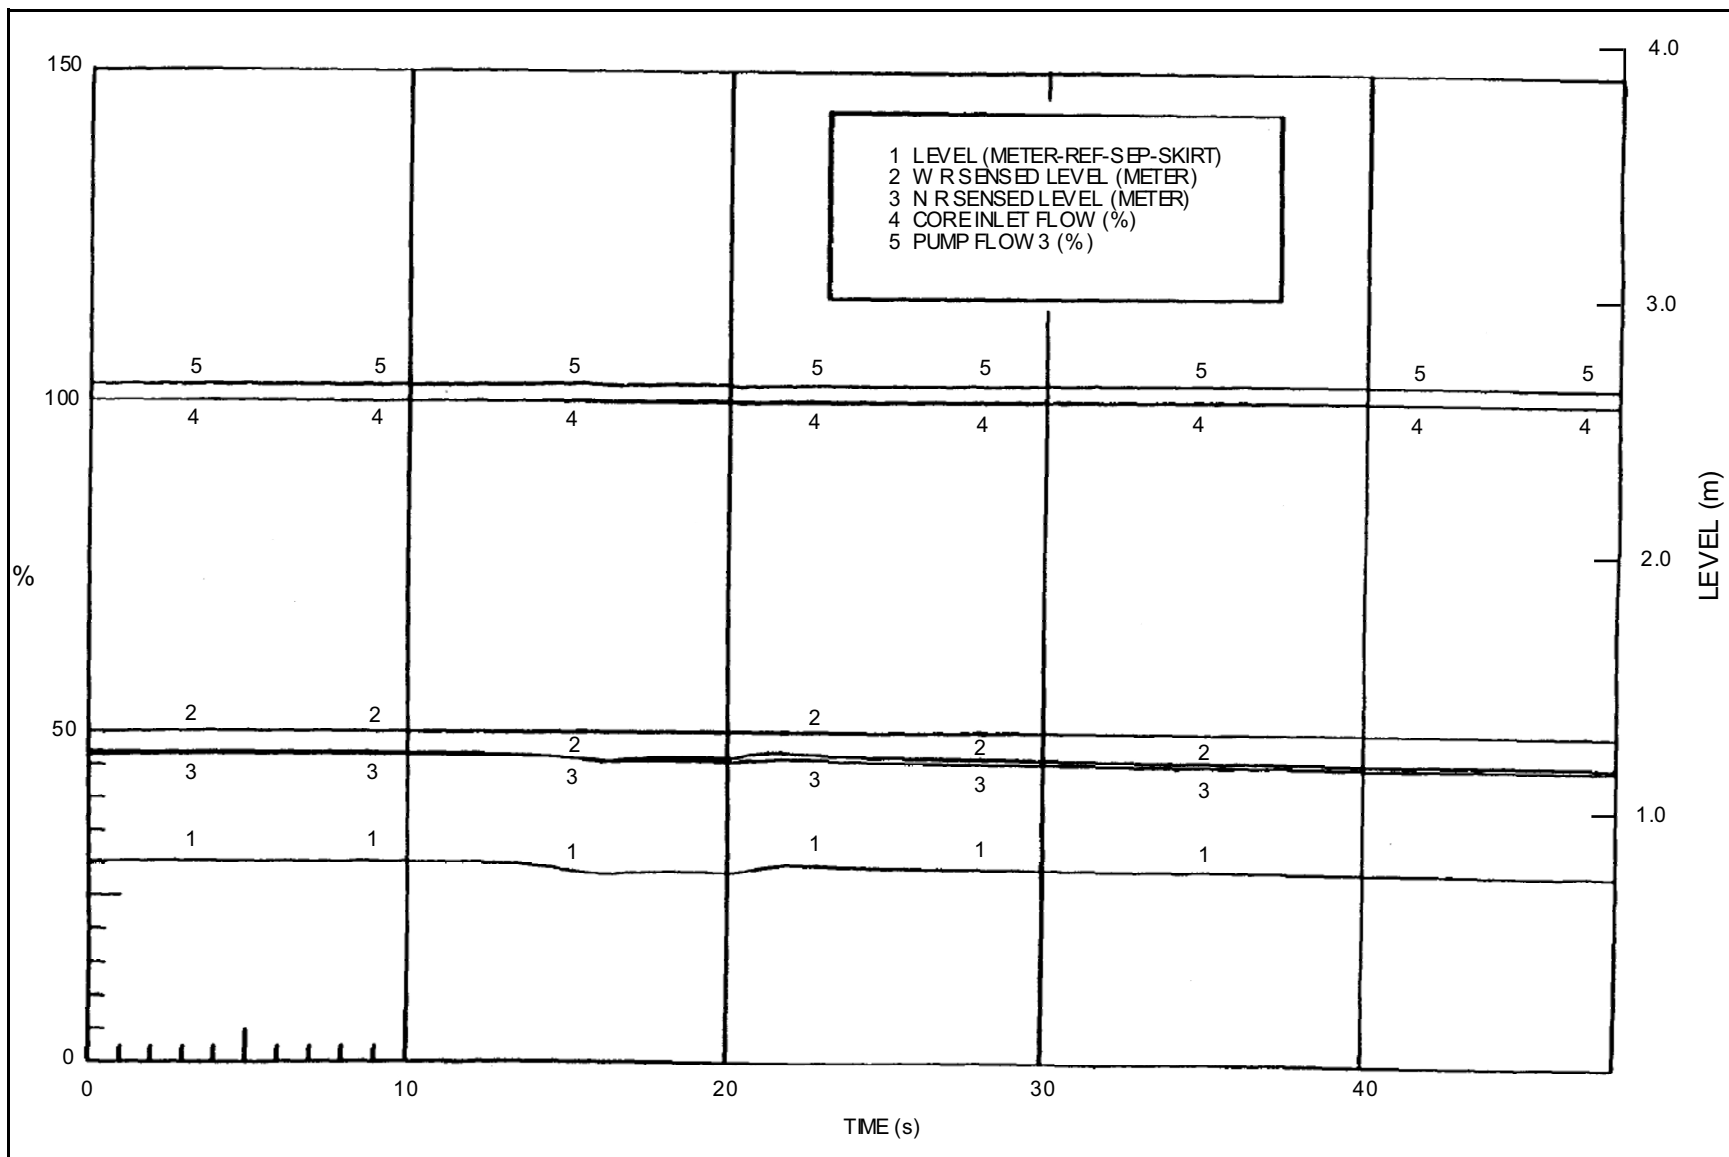 4.0
150
1 LEVEL (METER-REF-SEP-SKIRT)
2 W R SENSED LEVEL (METER)
3 N R SENSED LEVEL (METER)
4 CORE INLET FLOW (%)
5 PUMP FLOW 3 (%)
3.0
5 5 5 5 5 5 5 5
100
4 4 4 4 4 4 4 4
LEVEL (m)
2.0
%
2 2 2
50
2 2 2
3 3 3 3 3 3
1.0
1 1 1 1 1 1
0
0 10 20 30 40
TIME (s)